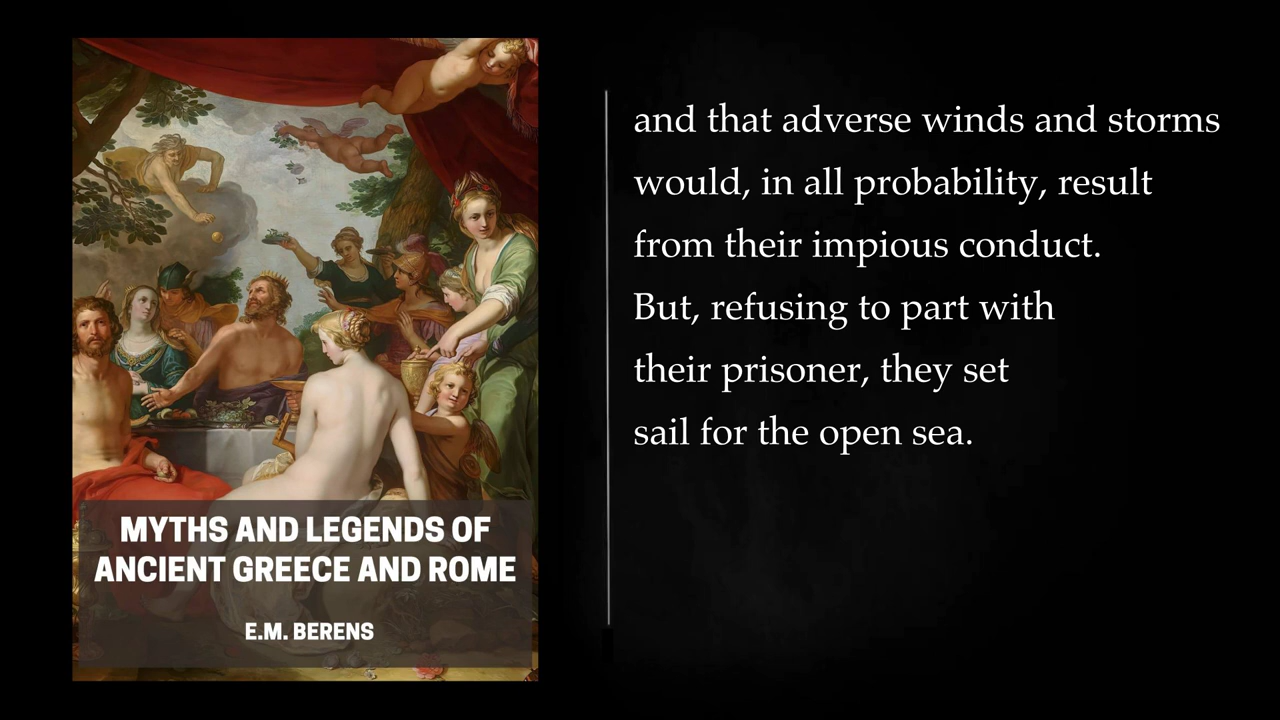 MYTHS AND LEGENDS OF
ANCIENT GREECE AND ROME
E.M. BERENS
and that adverse winds and storms
would, in all probability, result
from their impious conduct.
But, refusing to part with
their prisoner, they set
sail for the open sea.